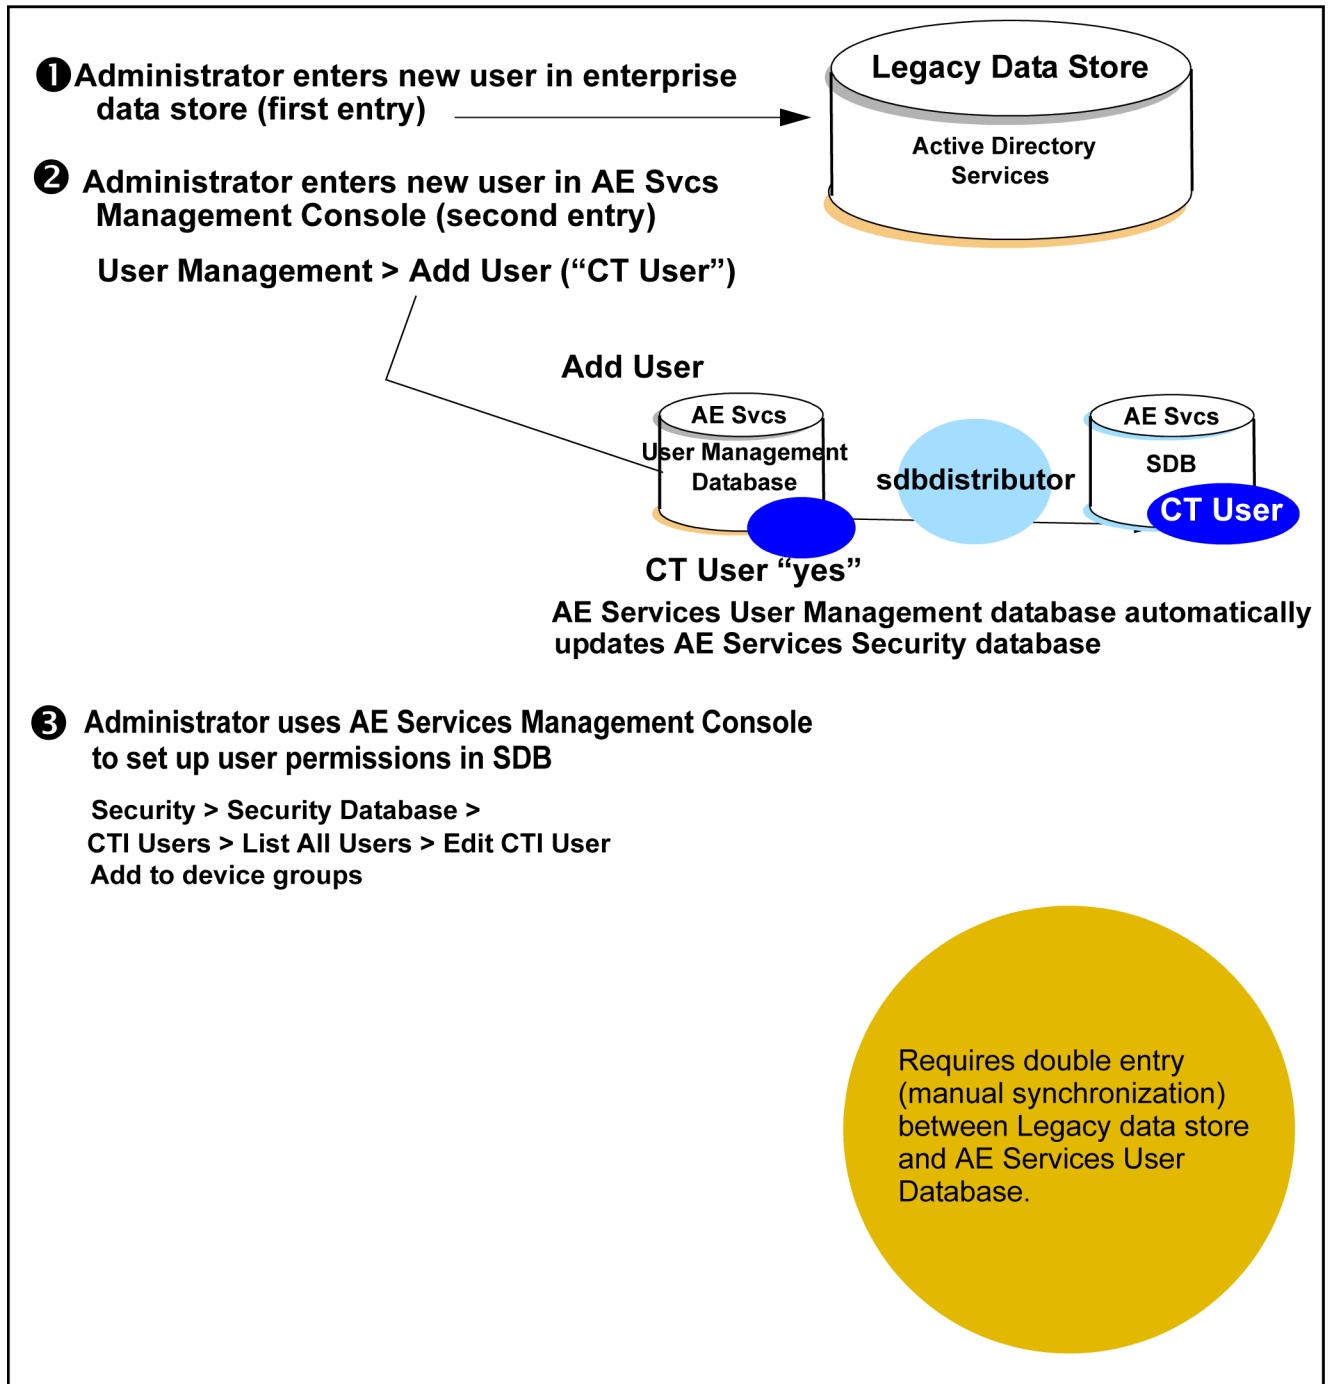 ❶Administrator enters new user in enterprise
data store (first entry)
Legacy Data Store
Active Directory
Services
❷ Administrator enters new user in AE Svcs
Management Console (second entry)
User Management > Add User (“CT User”)
Add User
AE Svcs
User Management
Database
sdbdistributor
AE Svcs
SDB
CT User
CT User “yes”
AE Services User Management database automatically
updates AE Services Security database
❸ Administrator uses AE Services Management Console
to set up user permissions in SDB
Security > Security Database >
CTI Users > List All Users > Edit CTI User
Add to device groups
Requires double entry
(manual synchronization)
between Legacy data store
and AE Services User
Database.